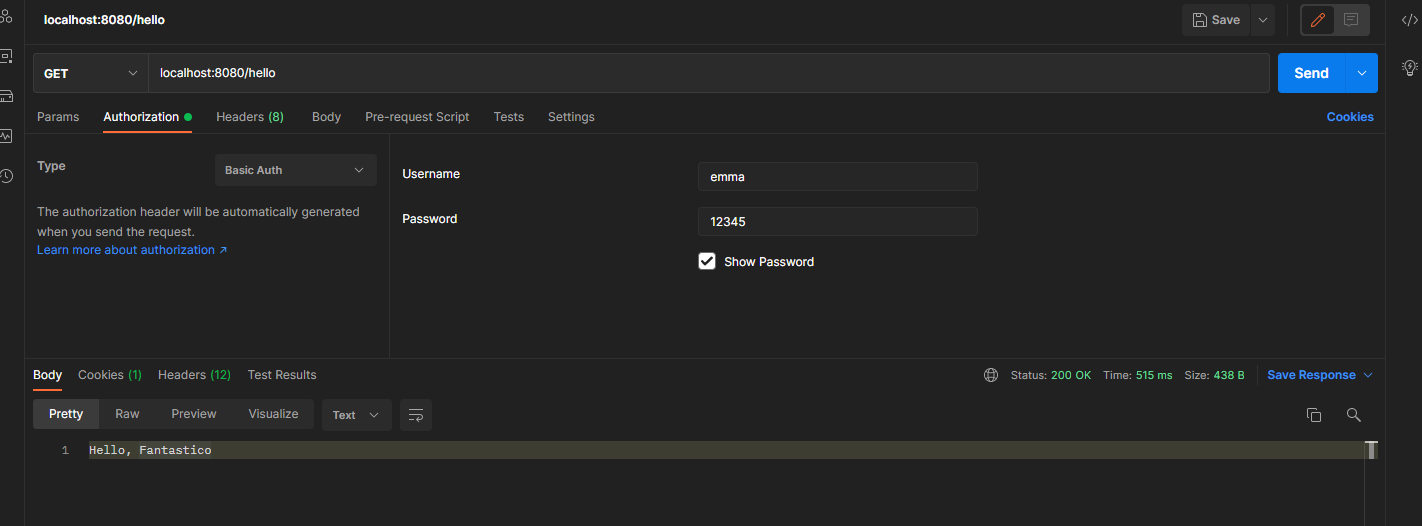 localhost:8080/hello
Save
GET
localhost:8080/hello
Send
Params Authorization Headers (8) Body Pre-request Script Tests Settings Cookies
Type Basic Auth
The authorization header will be automatically generated
when you send the request.
Learn more about authorization ↗
Username emma
Password 12345
Show Password
Body Cookies (1) Headers (12) Test Results Status: 200 OK Time: 515 ms Size: 438 B Save Response
Pretty Raw Preview Visualize Text
1 Hello, Fantastico